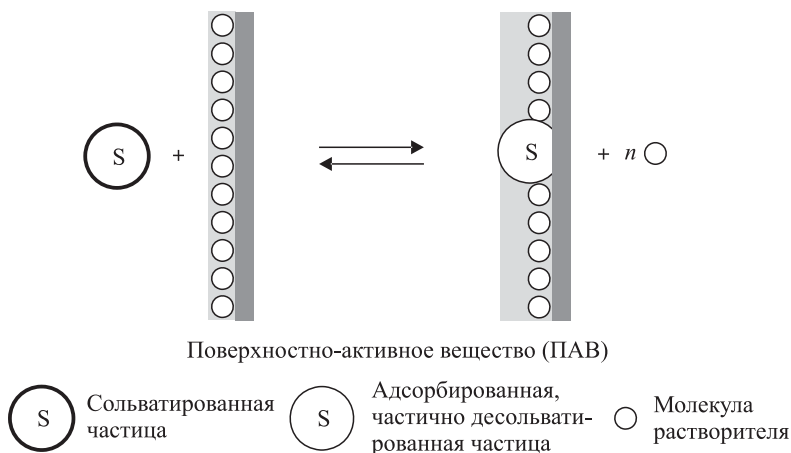 S + S + n
Поверхностно-активное вещество (ПАВ)
S Сольватированная
частица
S Адсорбированная,
частично десольвати-
рованная частица
Молекула
растворителя